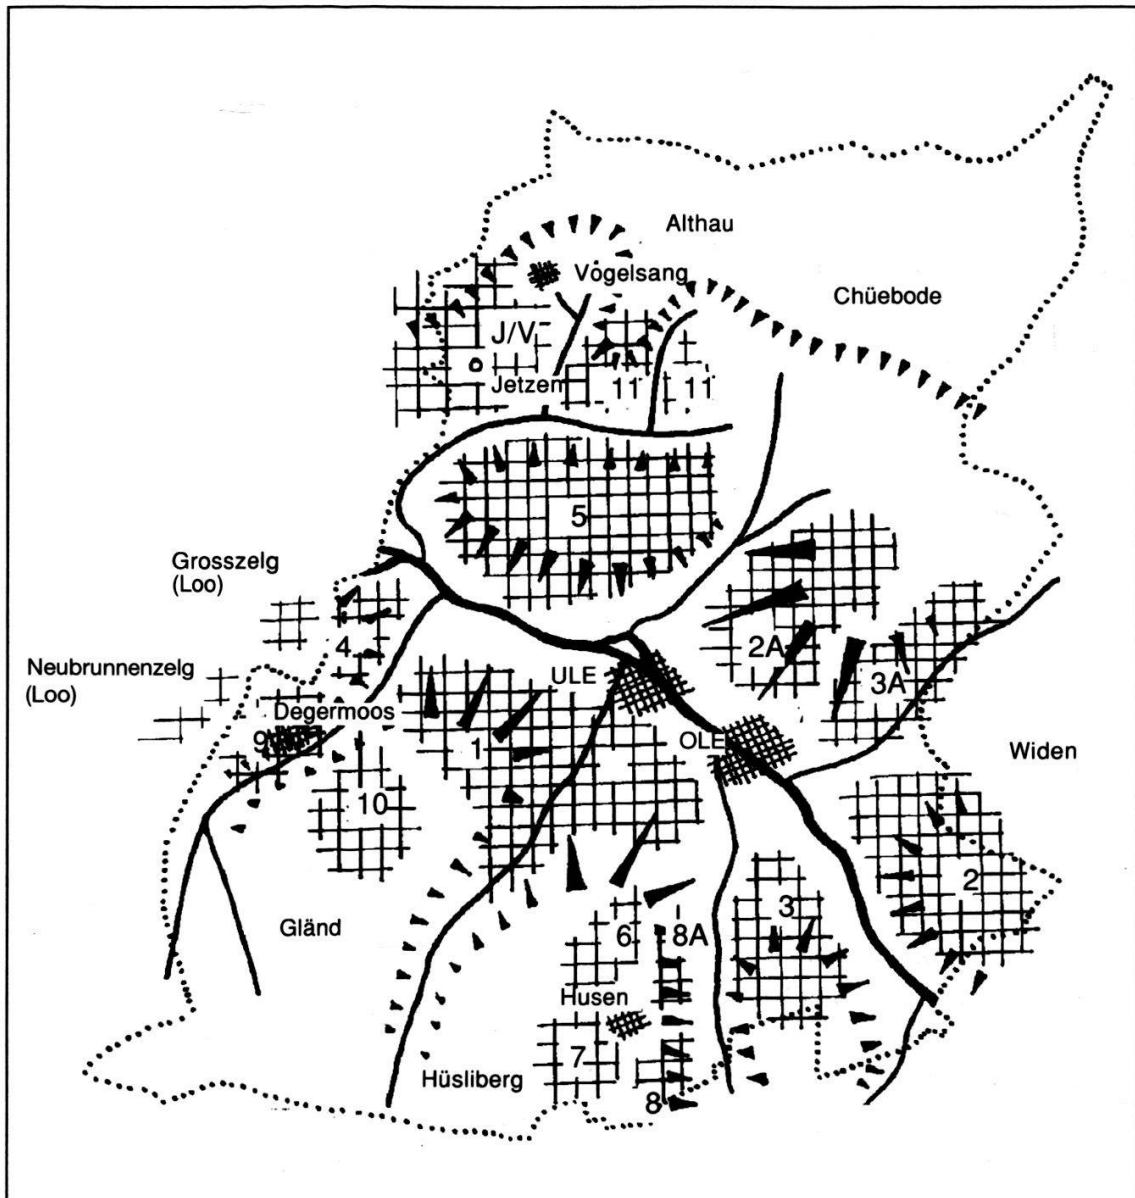 Althau
Vögelsang
Chüebode
J/V
Jetzen
11
11
5
Grosszelg
(Loo)
4
2A
3A
Neubrunnenzelg
(Loo)
ULE
Degermoos
9
1
OLE
Widen
10
2
3
Gländ
6
8A
Husen
7
Hüsliberg
8